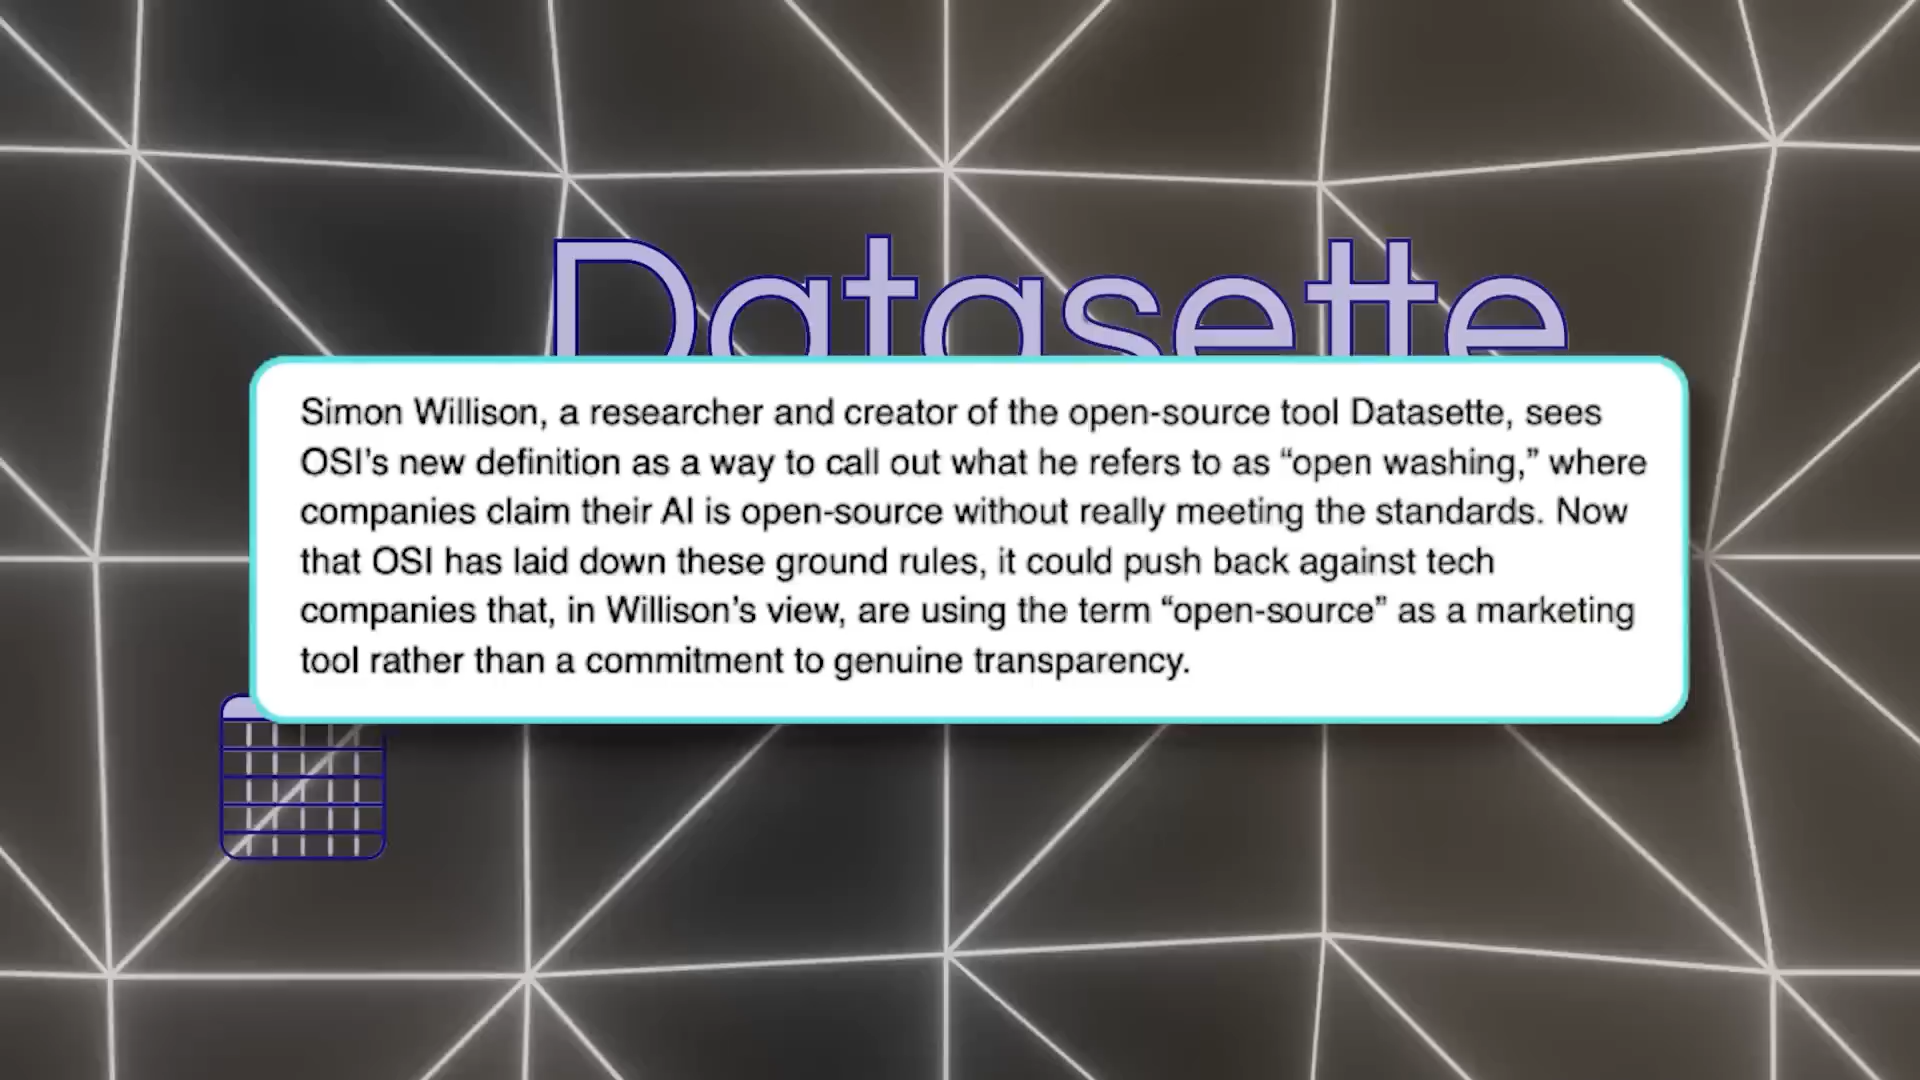 Datasette
Simon Willison, a researcher and creator of the open-source tool Datasette, sees
OSI’s new definition as a way to call out what he refers to as “open washing,” where
companies claim their AI is open-source without really meeting the standards. Now
that OSI has laid down these ground rules, it could push back against tech
companies that, in Willison’s view, are using the term “open-source” as a marketing
tool rather than a commitment to genuine transparency.